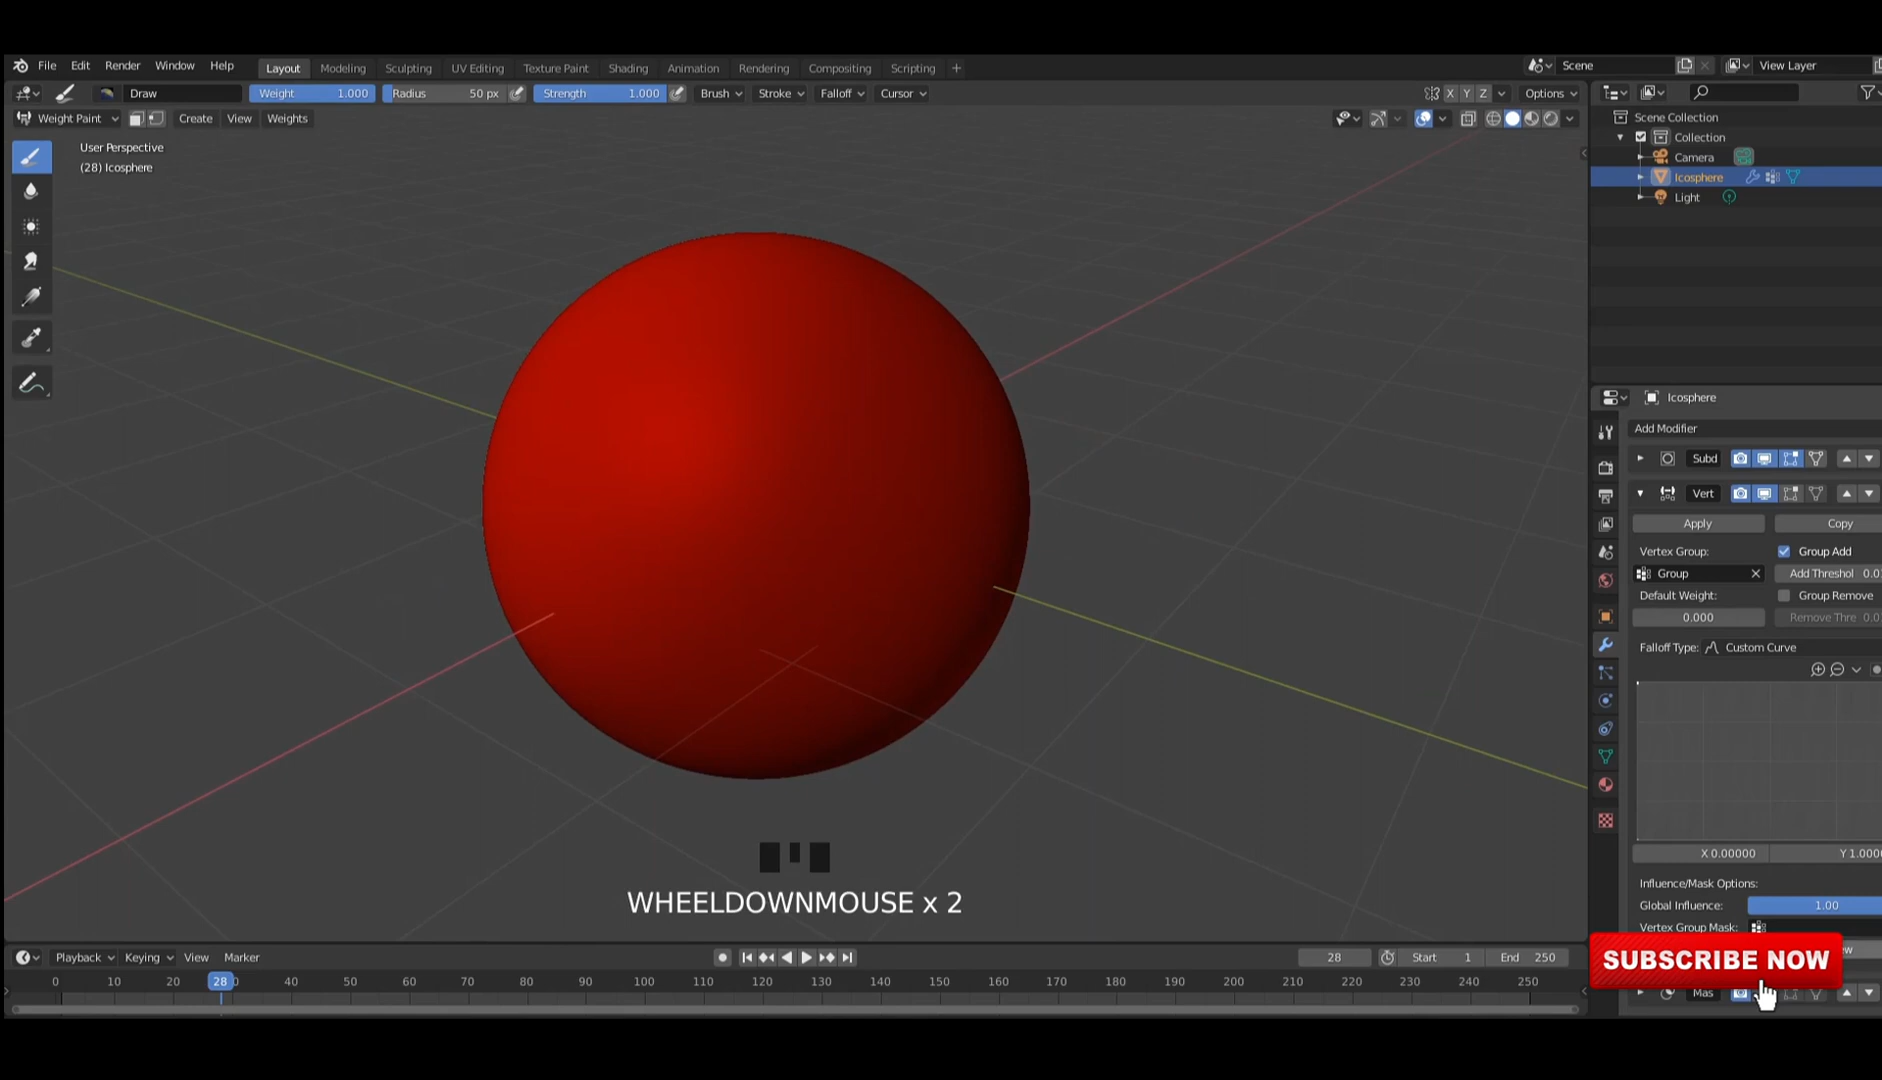 File Edit Render Window Help Layout Modeling Sculpting UV Editing Texture Paint Shading Animation Rendering Compositing Scripting + Scene View Layer
Draw Weight 1.000 Radius 50 px Strength 1.000 Brush Stroke Falloff Cursor X Y Z Options
Weight Paint Create View Weights
User Perspective
(28) Icosphere
Scene Collection
Collection
Camera
Icosphere
Light
Icosphere
Add Modifier
Subd
Vert
Apply Copy
Vertex Group: Group Add
Group Add Threshol 0.0
Default Weight: Group Remove
0.000 Remove Thre 0.0
Falloff Type: Custom Curve
X 0.00000 Y 1.000
Influence/Mask Options:
Global Influence: 1.00
Vertex Group Mask:
SUBSCRIBE NOW
Mas
WHEELDOWNMOUSE x 2
Playback Keying View Marker 28 Start 1 End 250
0 10 20 28 40 50 60 70 80 90 100 110 120 130 140 150 160 170 180 190 200 210 220 230 240 250